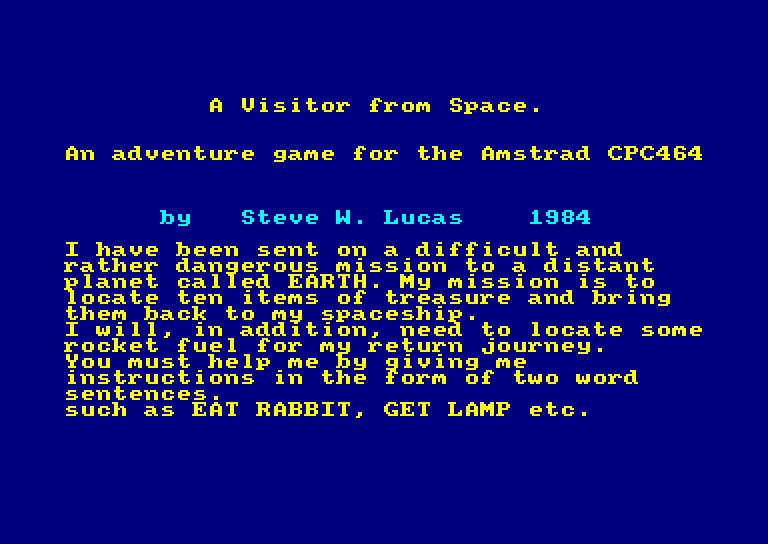 A Visitor from Space.
An adventure game for the Amstrad CPC464
by Steve W. Lucas 1984
I have been sent on a difficult and
rather dangerous mission to a distant
planet called EARTH. My mission is to
locate ten items of treasure and bring
them back to my spaceship.
I will, in addition, need to locate some
rocket fuel for my return journey.
You must help me by giving me
instructions in the form of two word
sentences.
such as EAT RABBIT, GET LAMP etc.